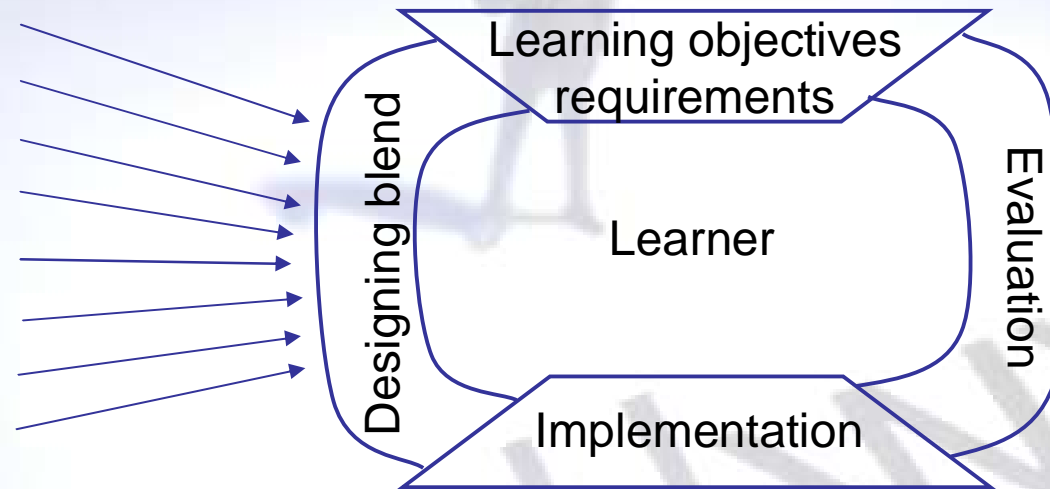 Learning objectives
requirements
Designing blend
Learner
Evaluation
Implementation